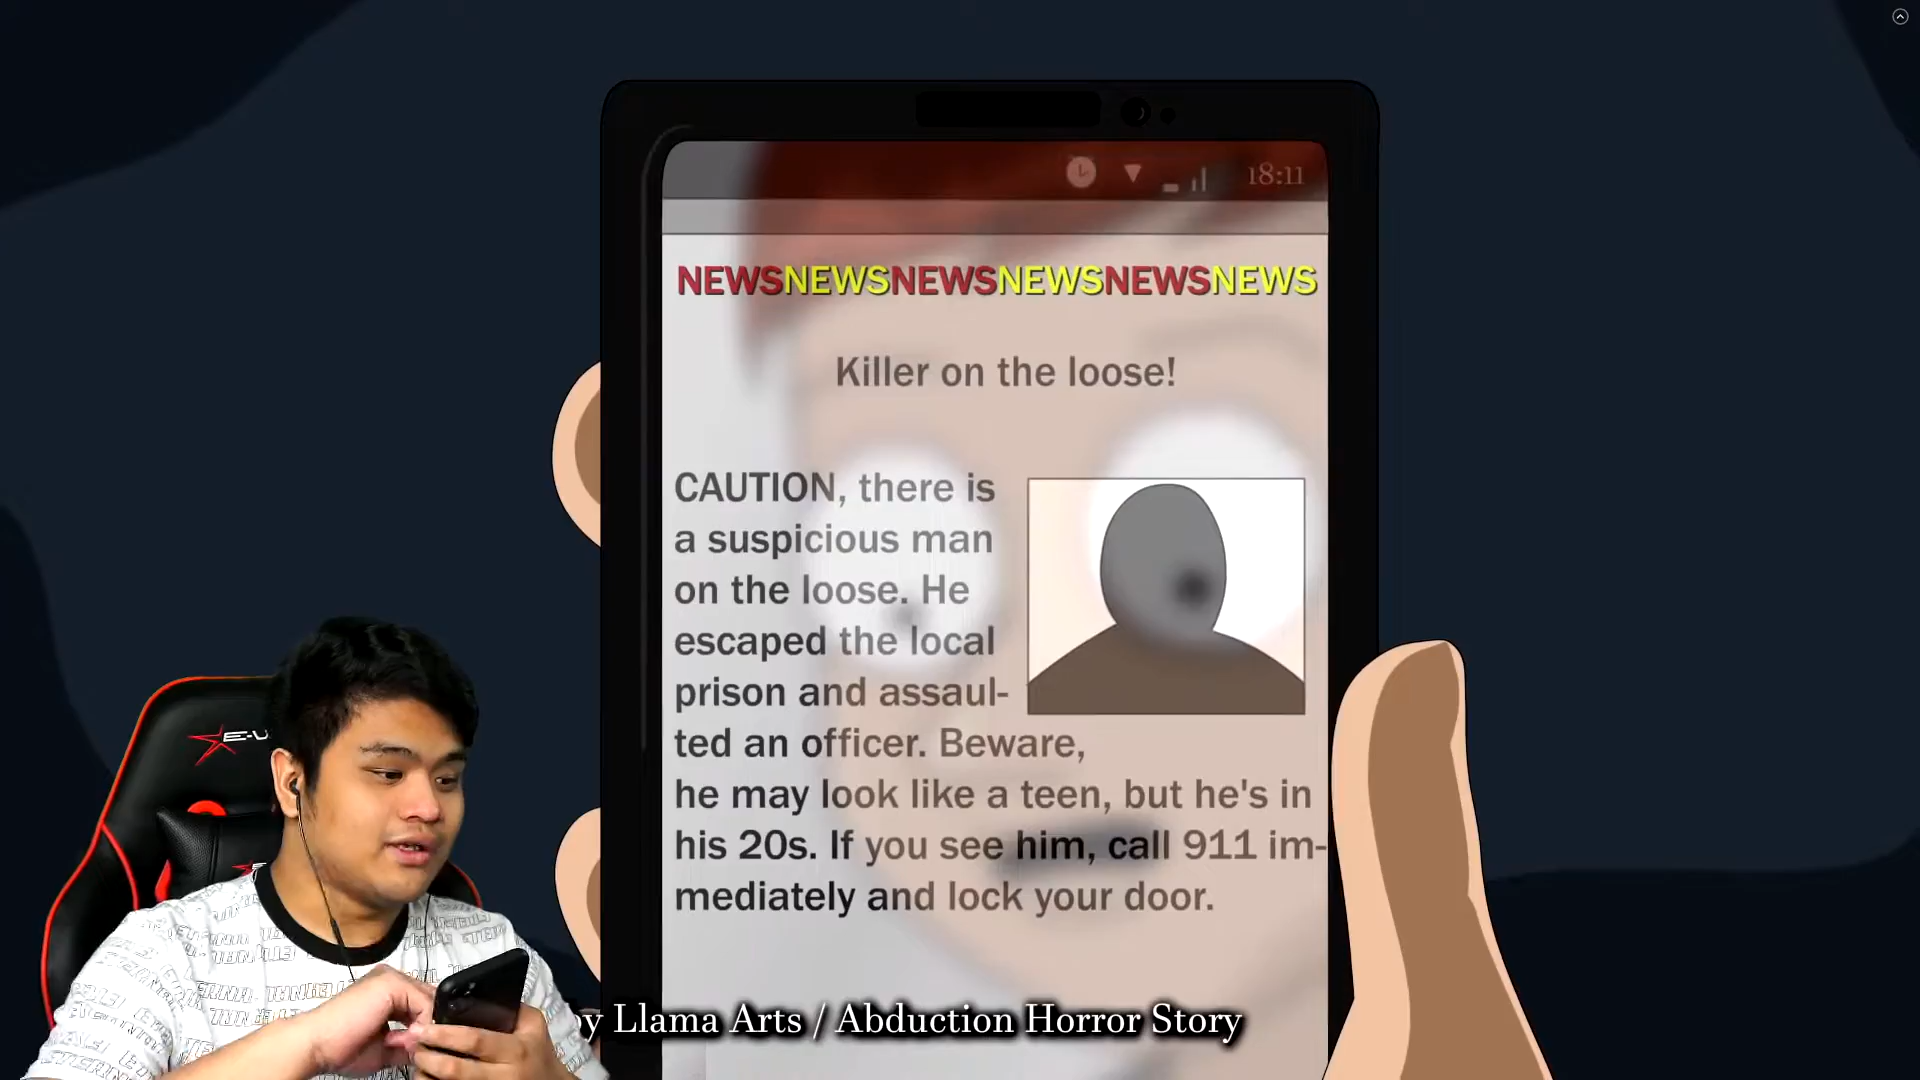 18:11
NEWSNEWSNEWSNEWSNEWSNEWS
Killer on the loose!
CAUTION, there is
a suspicious man
on the loose. He
escaped the local
prison and assaul-
ted an officer. Beware,
he may look like a teen, but he's in
his 20s. If you see him, call 911 im-
mediately and lock your door.
by Llama Arts / Abduction Horror Story